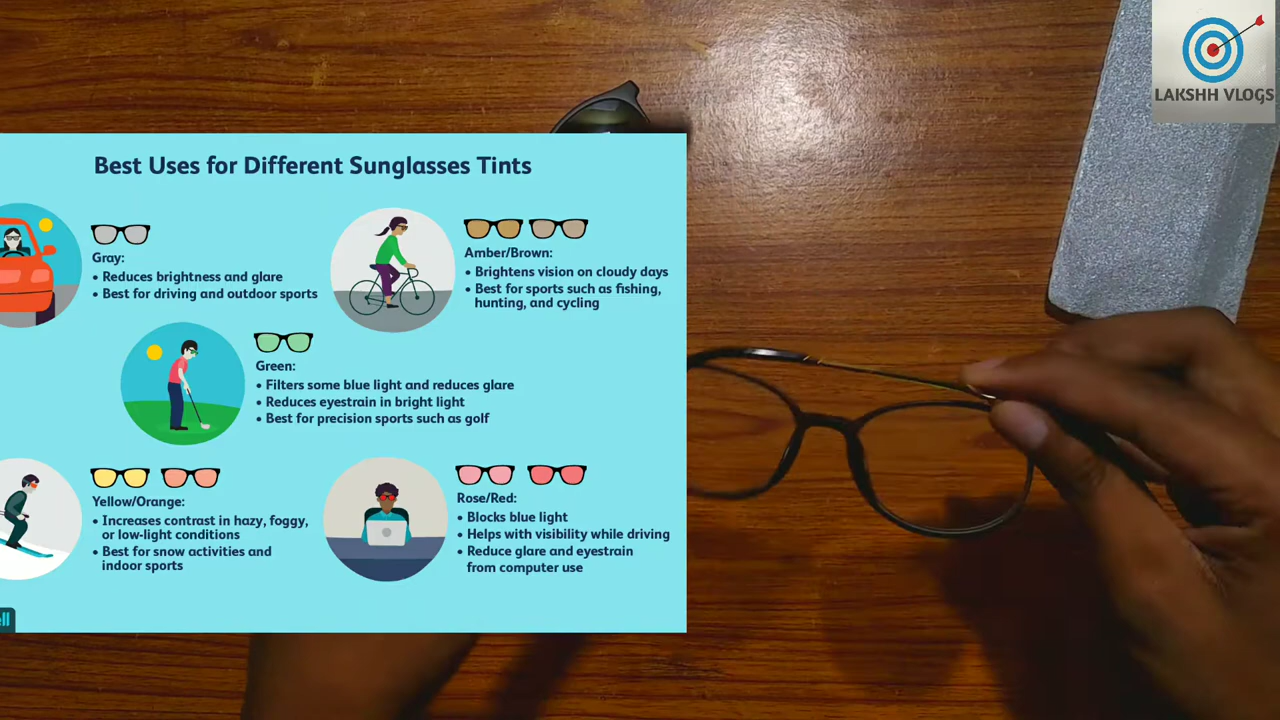 LAKSHH VLOGS
Best Uses for Different Sunglasses Tints
Gray:
• Reduces brightness and glare
• Best for driving and outdoor sports
Amber/Brown:
• Brightens vision on cloudy days
• Best for sports such as fishing,
hunting, and cycling
Green:
• Filters some blue light and reduces glare
• Reduces eyestrain in bright light
• Best for precision sports such as golf
Yellow/Orange:
• Increases contrast in hazy, foggy,
or low-light conditions
• Best for snow activities and
indoor sports
Rose/Red:
• Blocks blue light
• Helps with visibility while driving
• Reduce glare and eyestrain
from computer use